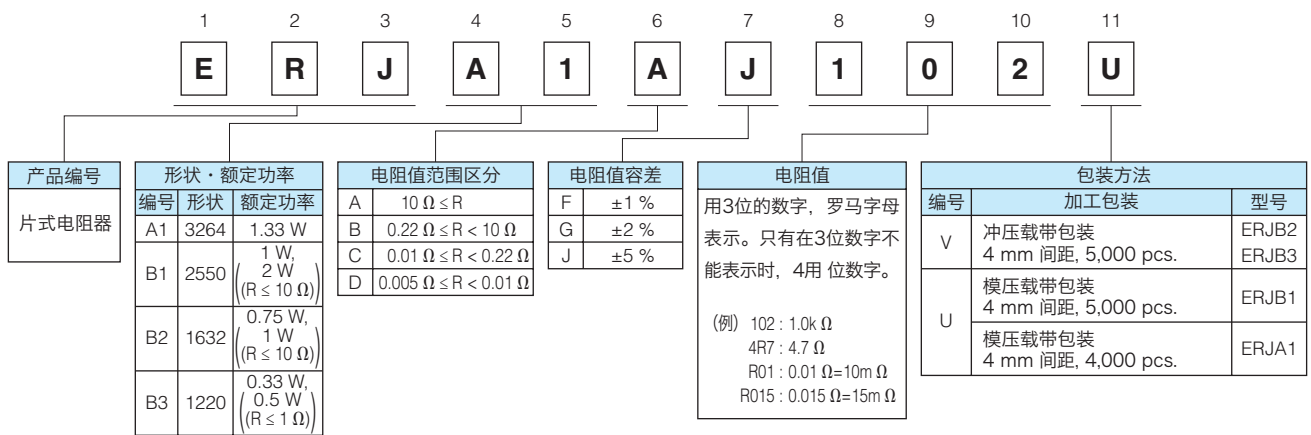 1 2 3 4 5 6 7 8 9 10 11
E R J A 1 A J 1 0 2 U
产品编号
片式电阻器
形状・额定功率
编号 形状 额定功率
A1 3264 1.33 W
B1 2550 1 W,
2 W
(R ≤ 10 Ω)
B2 1632 0.75 W,
1 W
(R ≤ 10 Ω)
B3 1220 0.33 W,
0.5 W
(R ≤ 1 Ω)
电阻值范围区分
A 10 Ω ≤ R
B 0.22 Ω ≤ R < 10 Ω
C 0.01 Ω ≤ R < 0.22 Ω
D 0.005 Ω ≤ R < 0.01 Ω
电阻值容差
F ±1 %
G ±2 %
J ±5 %
电阻值
用3位的数字，罗马字母
表示。只有在3位数字不
能表示时，4用 位数字。
(例) 102 : 1.0k Ω
4R7 : 4.7 Ω
R01 : 0.01 Ω=10m Ω
R015 : 0.015 Ω=15m Ω
包装方法
编号 加工包装 型号
V 冲压载带包装 ERJB2
4 mm 间距, 5,000 pcs. ERJB3
U 模压载带包装
4 mm 间距, 5,000 pcs. ERJB1
模压载带包装
4 mm 间距, 4,000 pcs. ERJA1